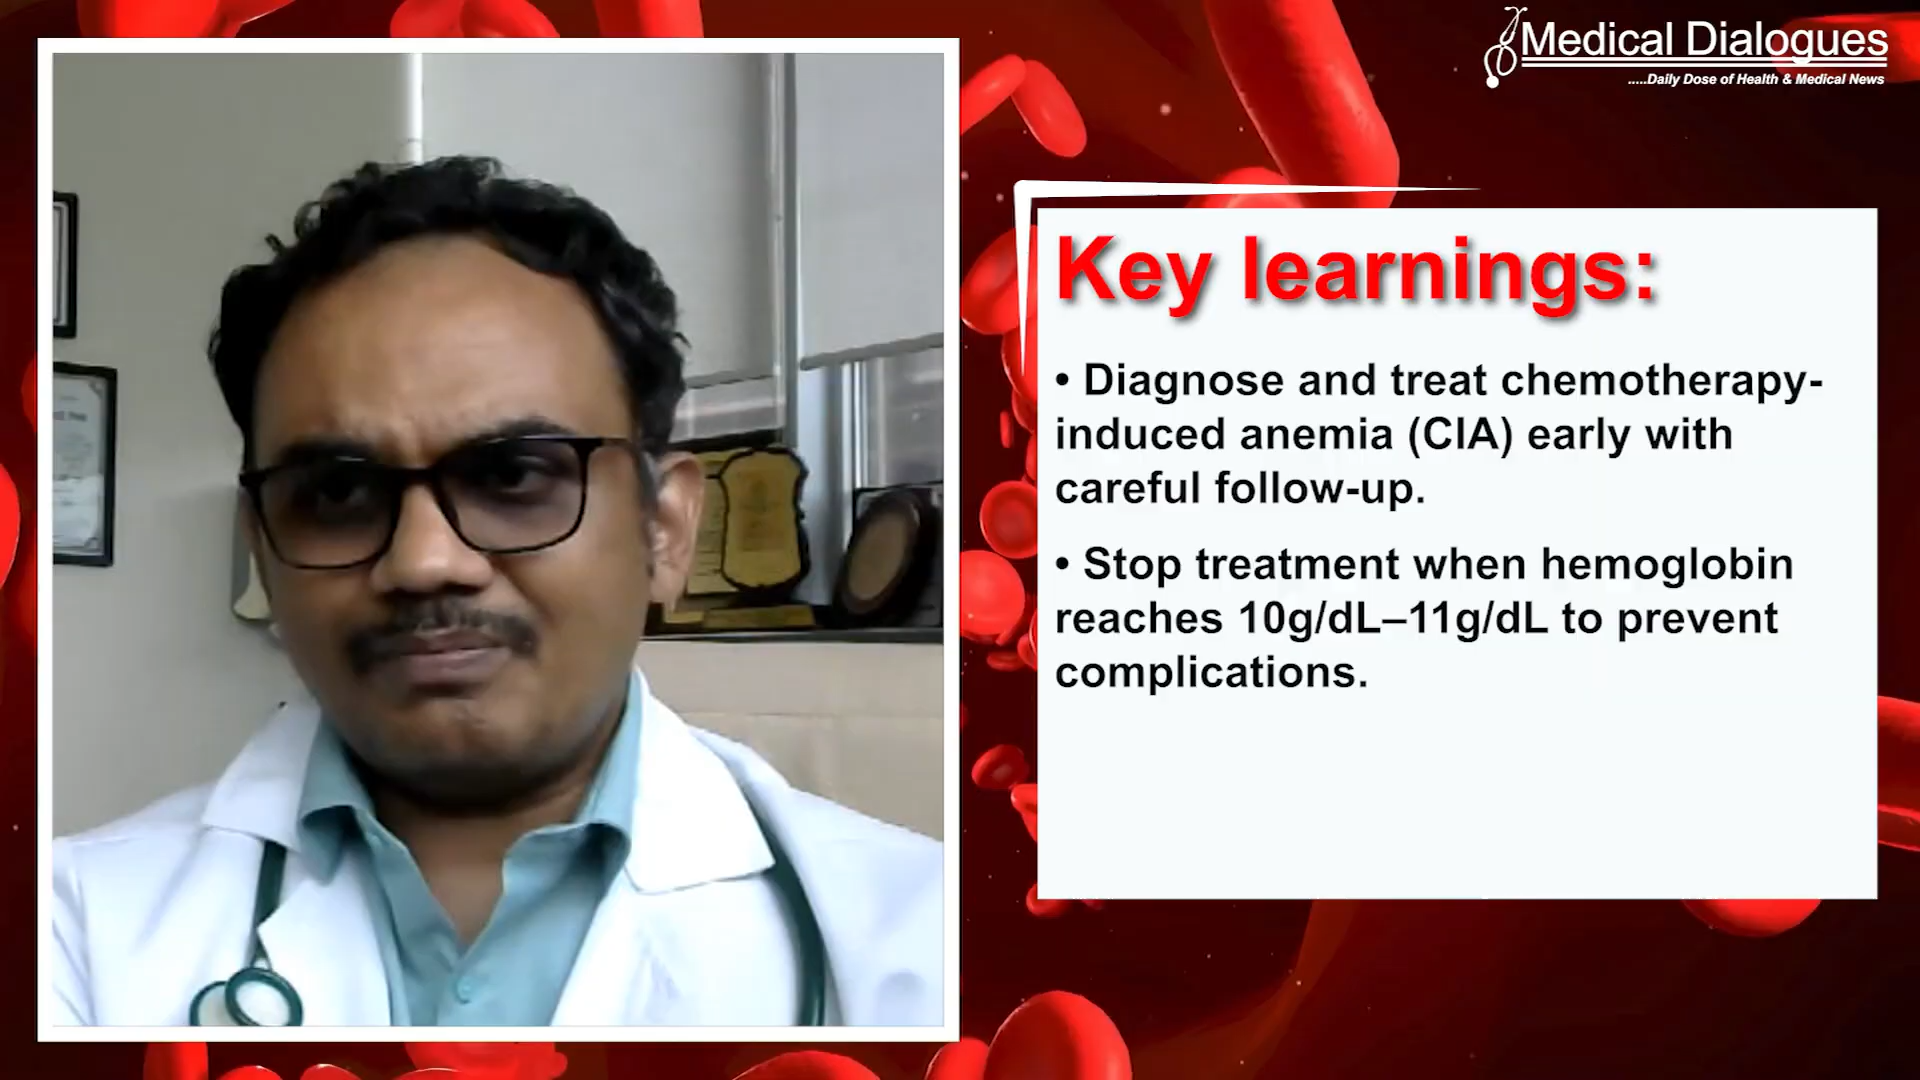 Medical Dialogues
.....Daily Dose of Health & Medical News
Key learnings:
• Diagnose and treat chemotherapy-
induced anemia (CIA) early with
careful follow-up.
• Stop treatment when hemoglobin
reaches 10g/dL–11g/dL to prevent
complications.